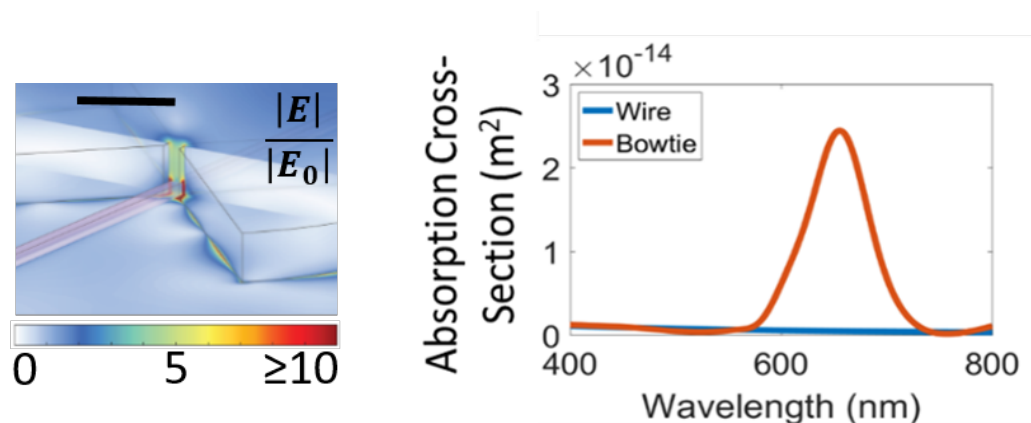 |E|
|E₀|
0 5 ≥10
Absorption Cross-
Section (m²)
×10⁻¹⁴
3
2
1
0
Wire
Bowtie
400 600 800
Wavelength (nm)